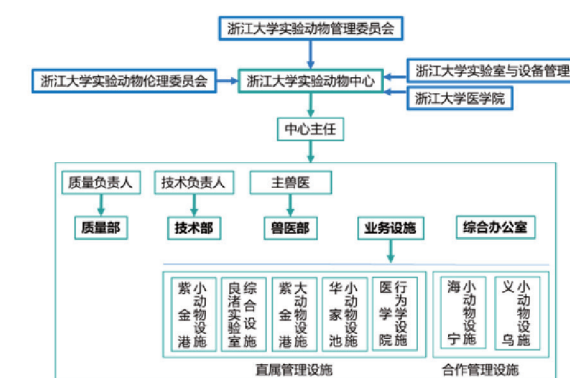 浙江大学实验动物管理委员会
浙江大学实验动物伦理委员会
浙江大学实验动物中心
浙江大学实验室与设备管理
浙江大学医学院
中心主任
质量负责人
技术负责人
主兽医
质量部
技术部
兽医部
业务设施
综合办公室
紫金港
小动物设施
良渚实验室
综合设施
紫金港
大动物设施
华家池
小动物设施
医学院
行为学设施
海宁
小动物设施
义乌
小动物设施
直属管理设施
合作管理设施